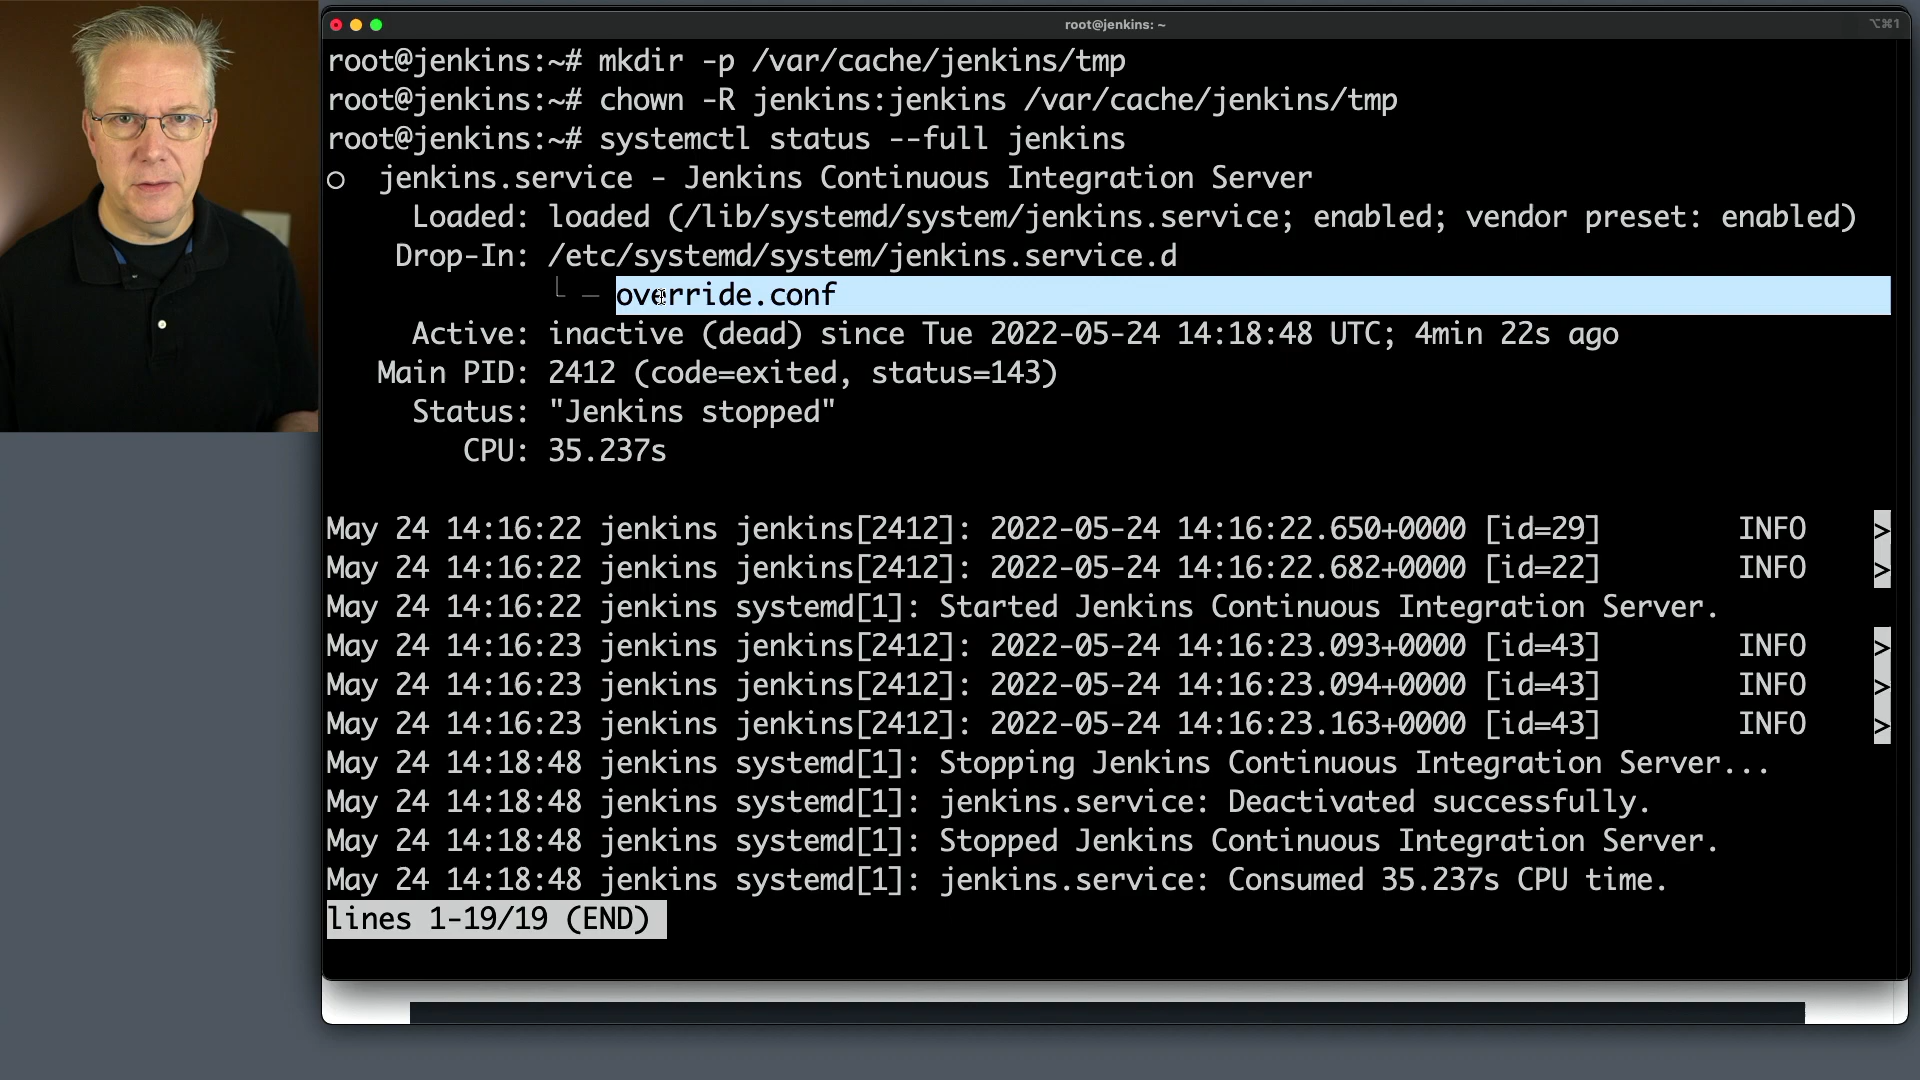 root@jenkins: ~
⌥⌘1
root@jenkins:~# mkdir -p /var/cache/jenkins/tmp
root@jenkins:~# chown -R jenkins:jenkins /var/cache/jenkins/tmp
root@jenkins:~# systemctl status --full jenkins
○ jenkins.service - Jenkins Continuous Integration Server
Loaded: loaded (/lib/systemd/system/jenkins.service; enabled; vendor preset: enabled)
Drop-In: /etc/systemd/system/jenkins.service.d
└─override.conf
Active: inactive (dead) since Tue 2022-05-24 14:18:48 UTC; 4min 22s ago
Main PID: 2412 (code=exited, status=143)
Status: "Jenkins stopped"
CPU: 35.237s
May 24 14:16:22 jenkins jenkins[2412]: 2022-05-24 14:16:22.650+0000 [id=29] INFO >
May 24 14:16:22 jenkins jenkins[2412]: 2022-05-24 14:16:22.682+0000 [id=22] INFO >
May 24 14:16:22 jenkins systemd[1]: Started Jenkins Continuous Integration Server.
May 24 14:16:23 jenkins jenkins[2412]: 2022-05-24 14:16:23.093+0000 [id=43] INFO >
May 24 14:16:23 jenkins jenkins[2412]: 2022-05-24 14:16:23.094+0000 [id=43] INFO >
May 24 14:16:23 jenkins jenkins[2412]: 2022-05-24 14:16:23.163+0000 [id=43] INFO >
May 24 14:18:48 jenkins systemd[1]: Stopping Jenkins Continuous Integration Server...
May 24 14:18:48 jenkins systemd[1]: jenkins.service: Deactivated successfully.
May 24 14:18:48 jenkins systemd[1]: Stopped Jenkins Continuous Integration Server.
May 24 14:18:48 jenkins systemd[1]: jenkins.service: Consumed 35.237s CPU time.
lines 1-19/19 (END)